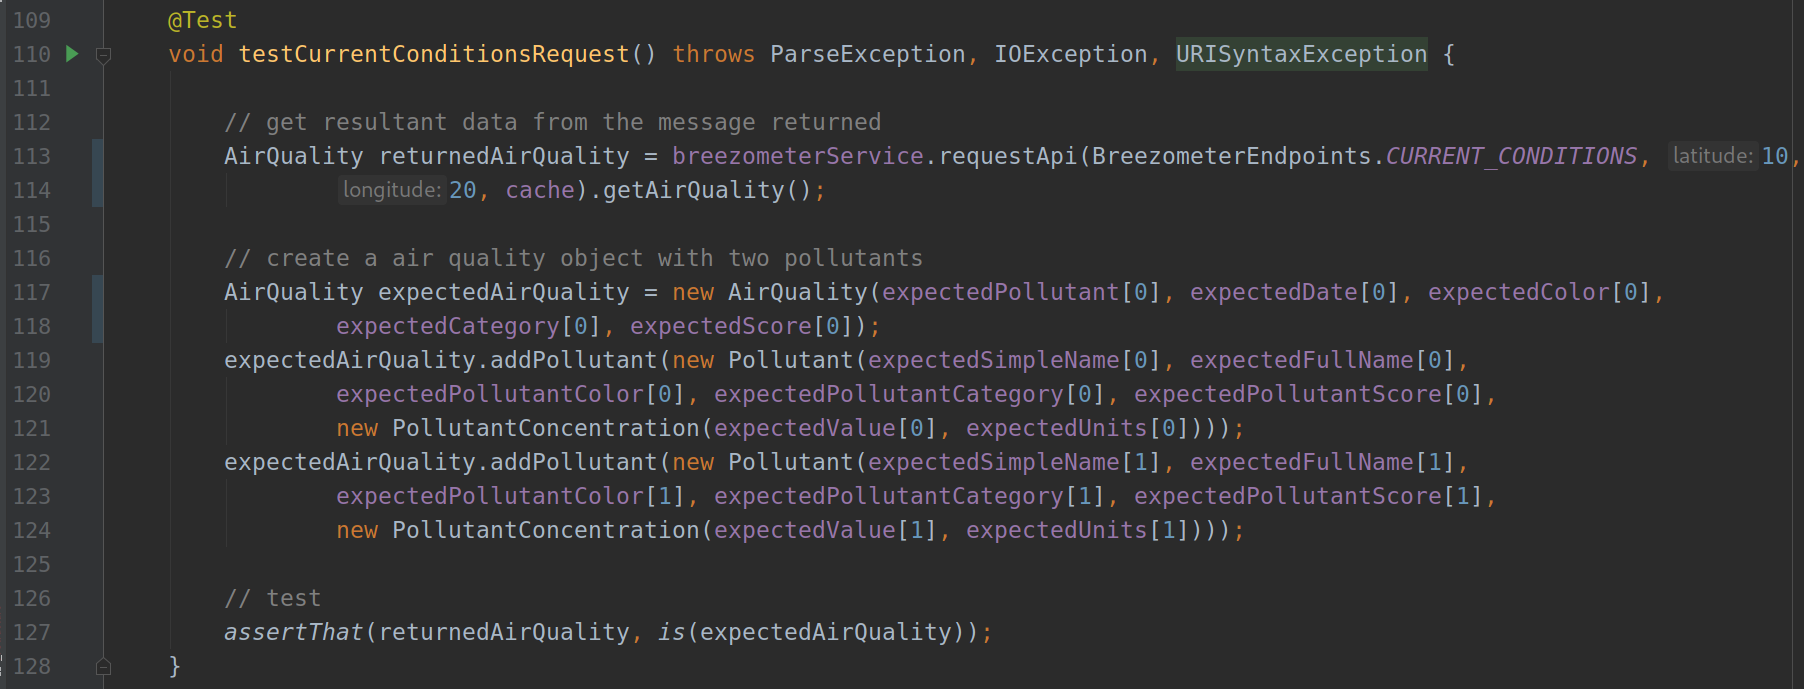 109 @Test
110 void testCurrentConditionsRequest() throws ParseException, IOException, URISyntaxException {
111
112 // get resultant data from the message returned
113 AirQuality returnedAirQuality = breezometerService.requestApi(BreezometerEndpoints.CURRENT_CONDITIONS, latitude: 10,
114 longitude: 20, cache).getAirQuality();
115
116 // create a air quality object with two pollutants
117 AirQuality expectedAirQuality = new AirQuality(expectedPollutant[0], expectedDate[0], expectedColor[0],
118 expectedCategory[0], expectedScore[0]);
119 expectedAirQuality.addPollutant(new Pollutant(expectedSimpleName[0], expectedFullName[0],
120 expectedPollutantColor[0], expectedPollutantCategory[0], expectedPollutantScore[0],
121 new PollutantConcentration(expectedValue[0], expectedUnits[0])));
122 expectedAirQuality.addPollutant(new Pollutant(expectedSimpleName[1], expectedFullName[1],
123 expectedPollutantColor[1], expectedPollutantCategory[1], expectedPollutantScore[1],
124 new PollutantConcentration(expectedValue[1], expectedUnits[1])));
125
126 // test
127 assertThat(returnedAirQuality, is(expectedAirQuality));
128 }